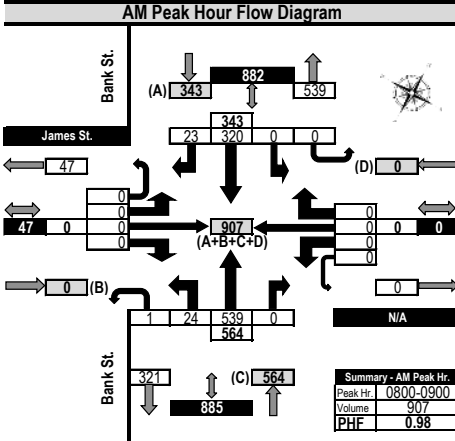 AM Peak Hour Flow Diagram
Bank St.
(A) 343 882 539
343
James St.
23 320 0 0
47
(D) 0
0
0
0
0
47 0
907
(A+B+C+D)
0
0
0
0
0 0
0 (B)
0
1 24 539 0
564
N/A
Bank St.
321
(C) 564
885
Summary - AM Peak Hr.
Peak Hr. 0800-0900
Volume 907
PHF 0.98